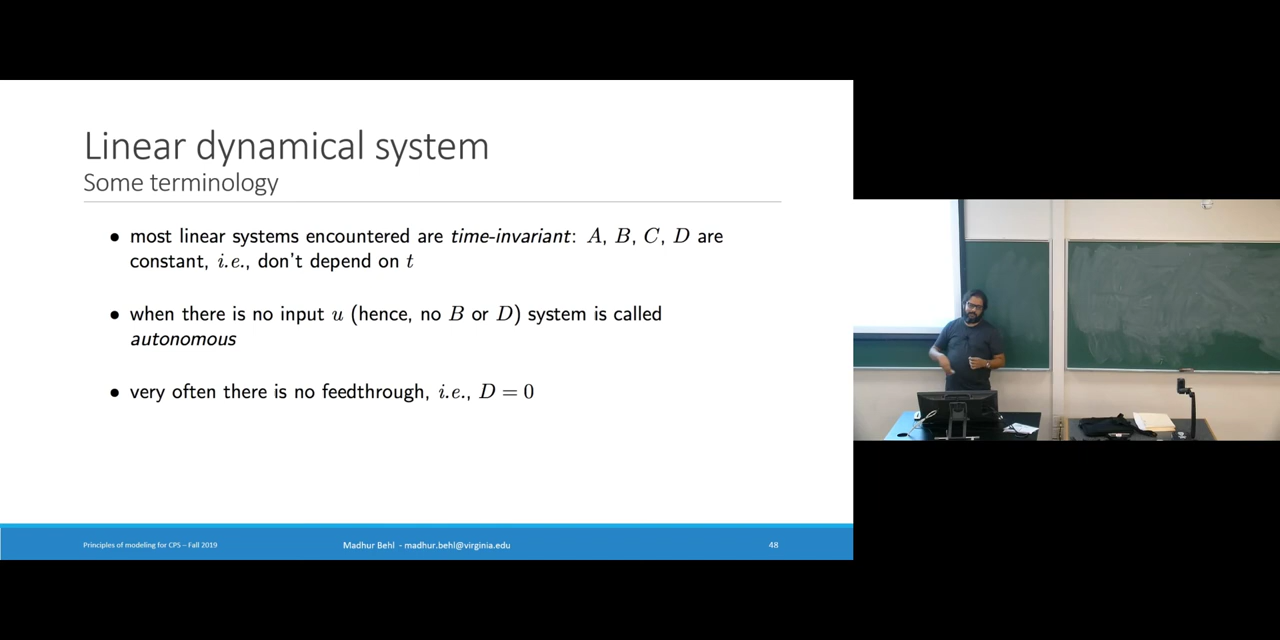 Linear dynamical system
Some terminology
• most linear systems encountered are time-invariant: A, B, C, D are
constant, i.e., don't depend on t
• when there is no input u (hence, no B or D) system is called
autonomous
• very often there is no feedthrough, i.e., D = 0
Principles of modeling for CPS – Fall 2019
Madhur Behl - madhur.behl@virginia.edu
48